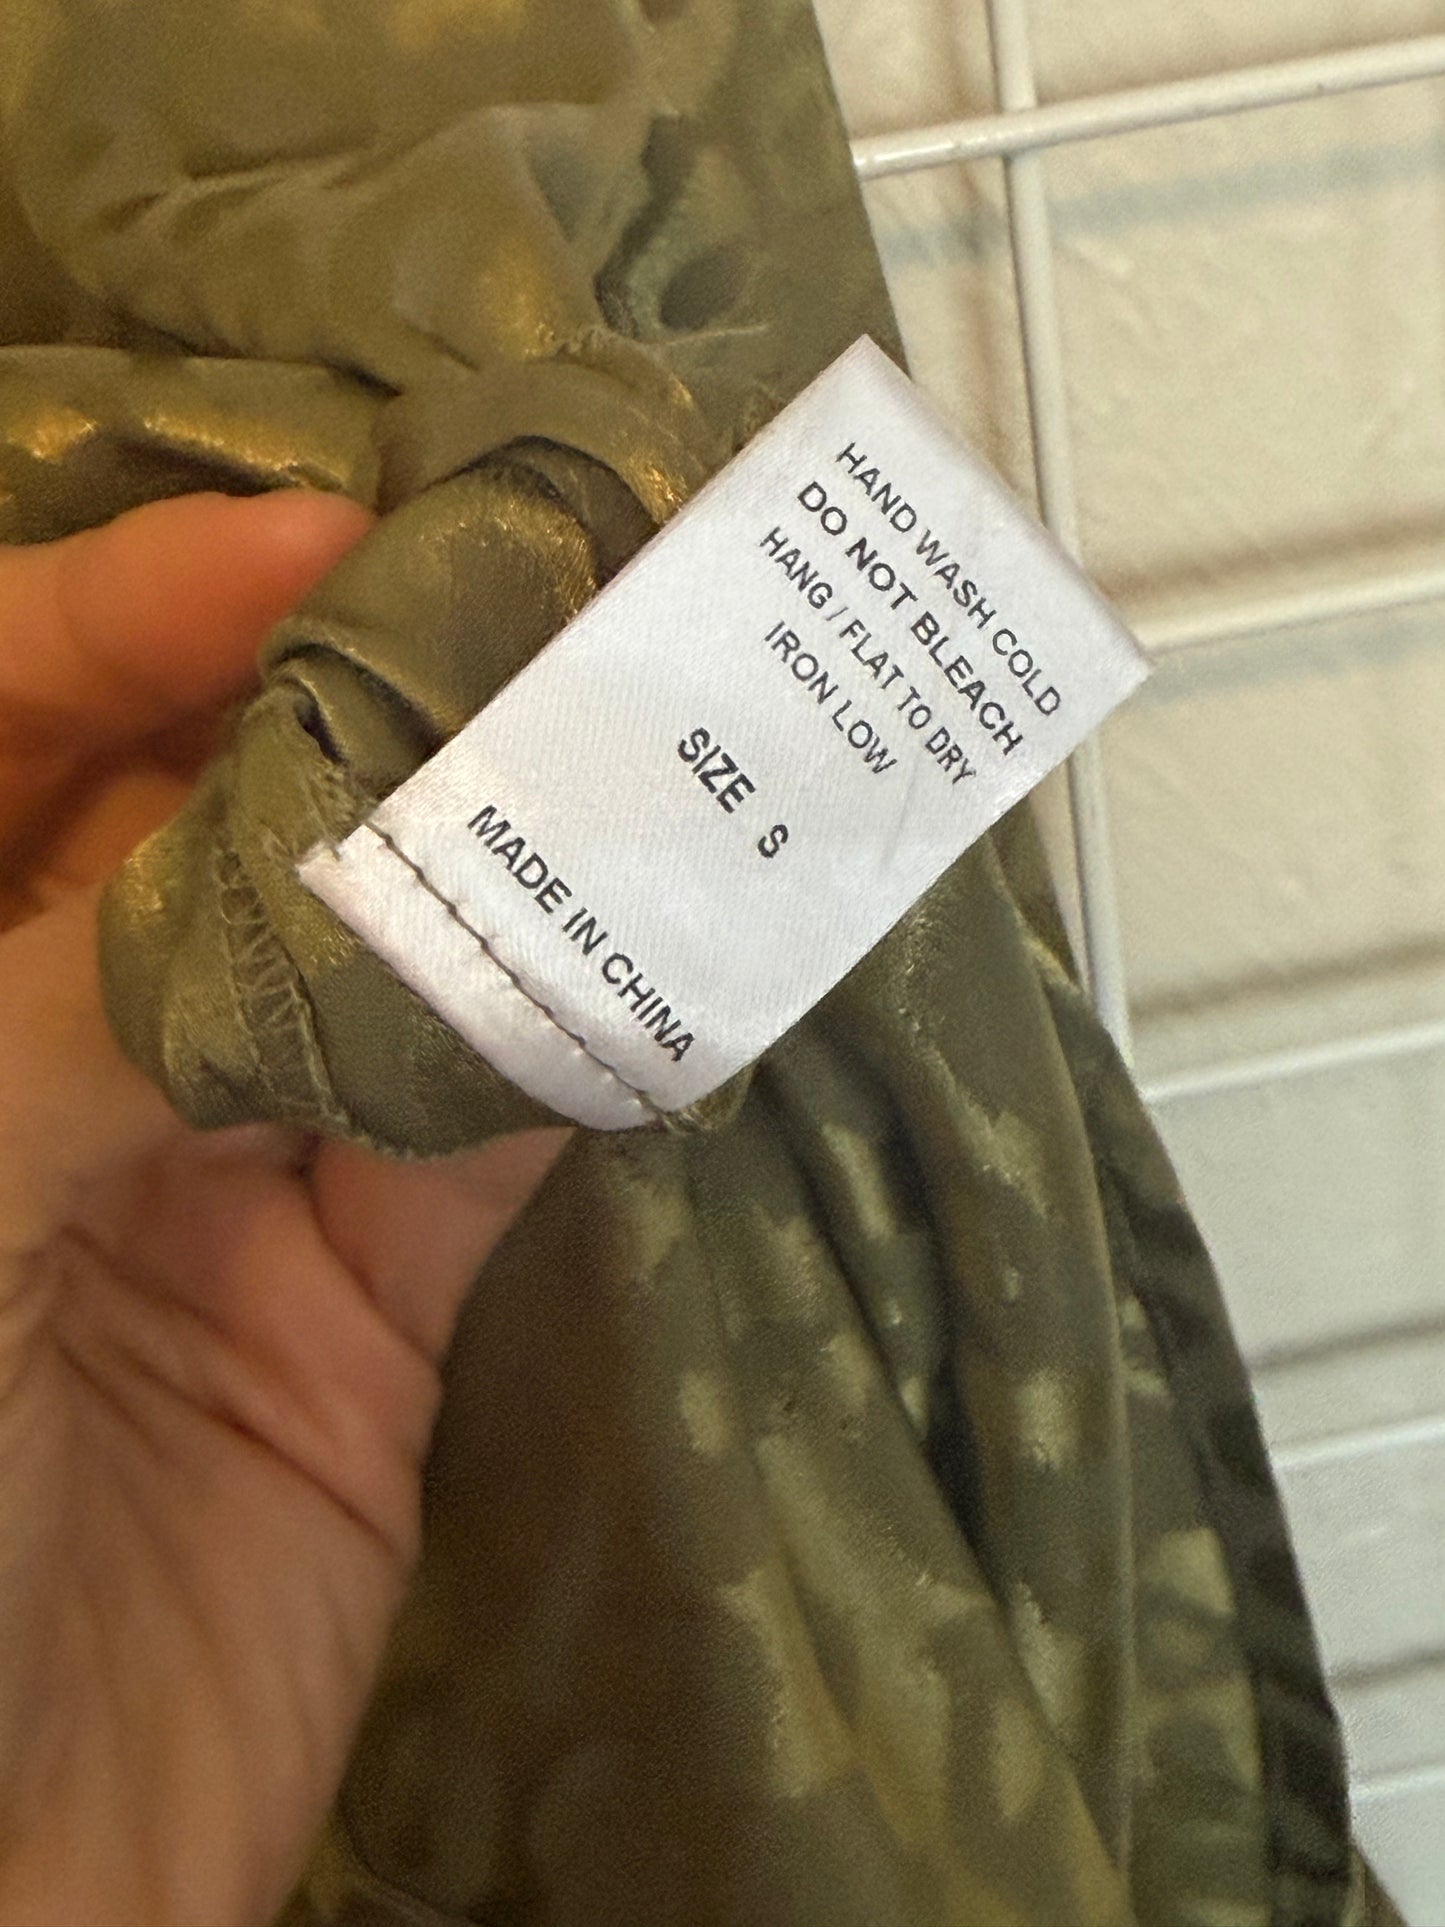 HAND WASH COLD
DO NOT BLEACH
HANG / FLAT TO DRY
IRON LOW
SIZE S
MADE IN CHINA